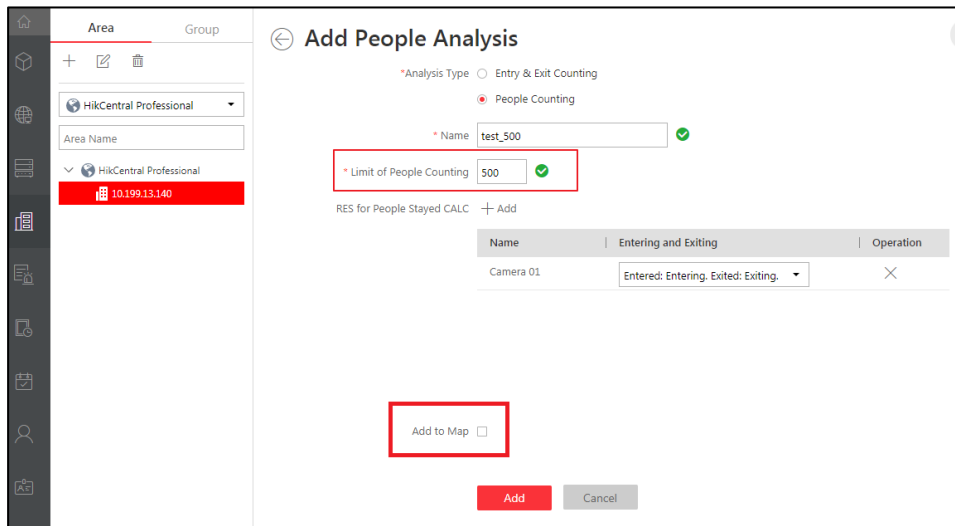 Area
Group
HikCentral Professional
Area Name
HikCentral Professional
10.199.13.140
Add People Analysis
*Analysis Type Entry & Exit Counting
People Counting
* Name test_500
* Limit of People Counting 500
RES for People Stayed CALC + Add
Name Entering and Exiting Operation
Camera 01 Entered: Entering. Exited: Exiting.
Add to Map
Add Cancel